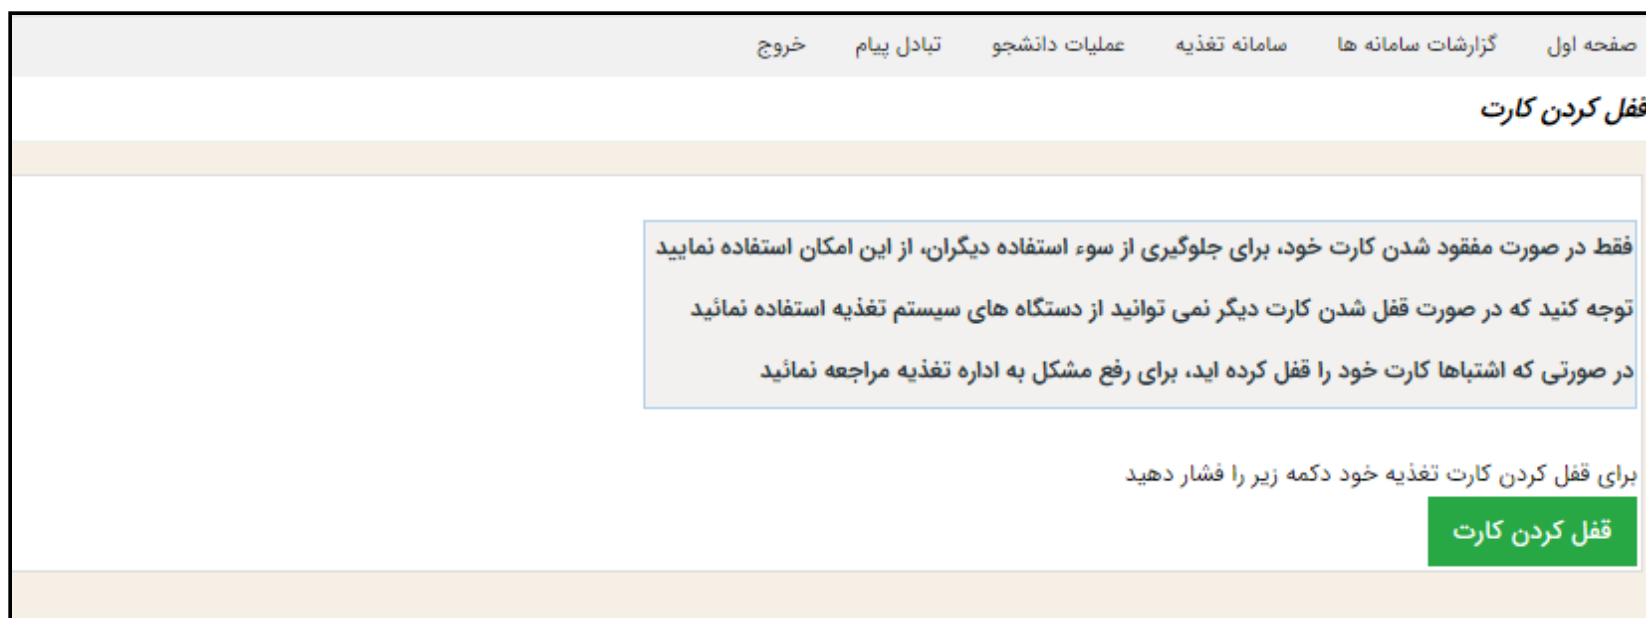 صفحه اول گزارشات سامانه ها سامانه تغذیه عملیات دانشجو تبادل پیام خروج
قفل کردن کارت
فقط در صورت مفقود شدن کارت خود، برای جلوگیری از سوء استفاده دیگران، از این امکان استفاده نمایید
توجه کنید که در صورت قفل شدن کارت دیگر نمی توانید از دستگاه های سیستم تغذیه استفاده نمائید
در صورتی که اشتباها کارت خود را قفل کرده اید، برای رفع مشکل به اداره تغذیه مراجعه نمائید
برای قفل کردن کارت تغذیه خود دکمه زیر را فشار دهید
قفل کردن کارت